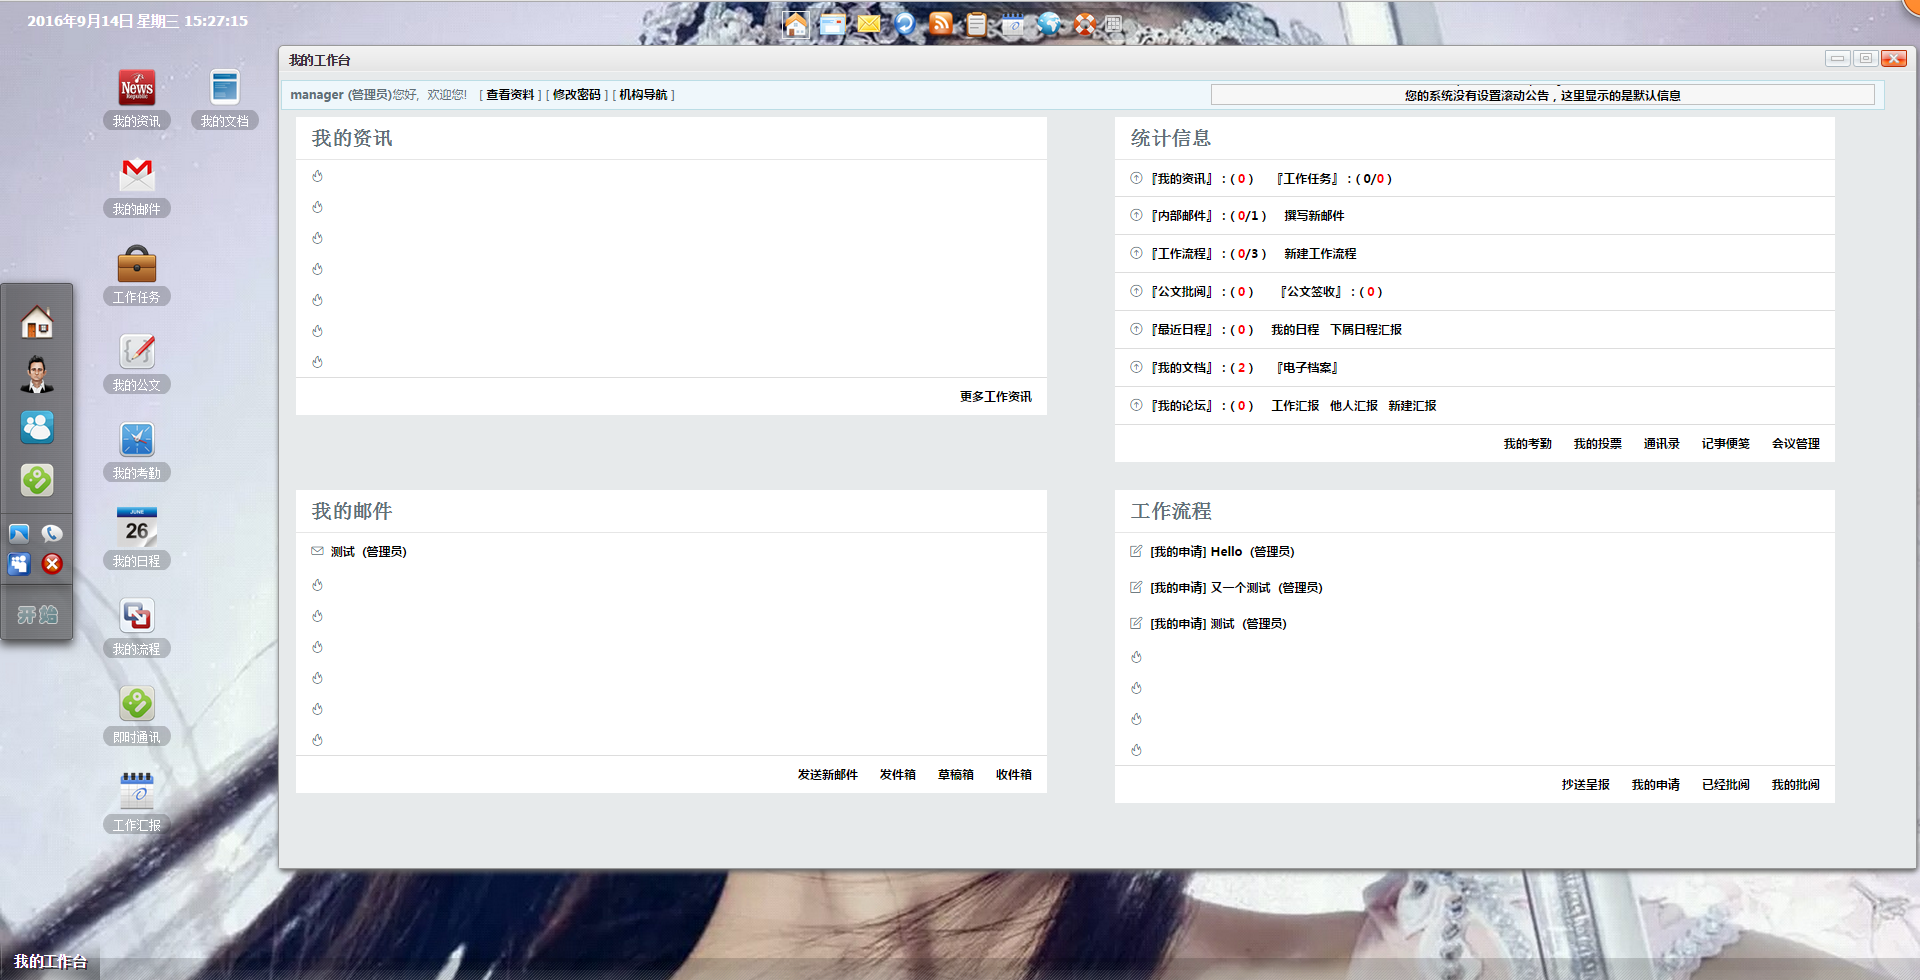 2016年9月14日 星期三 15:27:15
News
Republic
我的资讯
我的文档
我的邮件
工作任务
我的公文
我的考勤
JUNE
26
我的日程
我的流程
即时通讯
工作汇报
开始
我的工作台
我的工作台
manager (管理员)您好, 欢迎您! [ 查看资料 ] [ 修改密码 ] [ 机构导航 ]
您的系统没有设置滚动公告，这里显示的是默认信息
我的资讯
更多工作资讯
统计信息
『我的资讯』：( 0 ) 『工作任务』：( 0/0 )
『内部邮件』：( 0/1 ) 撰写新邮件
『工作流程』：( 0/3 ) 新建工作流程
『公文批阅』：( 0 ) 『公文签收』：( 0 )
『最近日程』：( 0 ) 我的日程 下属日程汇报
『我的文档』：( 2 ) 『电子档案』
『我的论坛』：( 0 ) 工作汇报 他人汇报 新建汇报
我的考勤 我的投票 通讯录 记事便笺 会议管理
我的邮件
测试 (管理员)
发送新邮件 发件箱 草稿箱 收件箱
工作流程
[我的申请] Hello (管理员)
[我的申请] 又一个测试 (管理员)
[我的申请] 测试 (管理员)
抄送呈报 我的申请 已经批阅 我的批阅